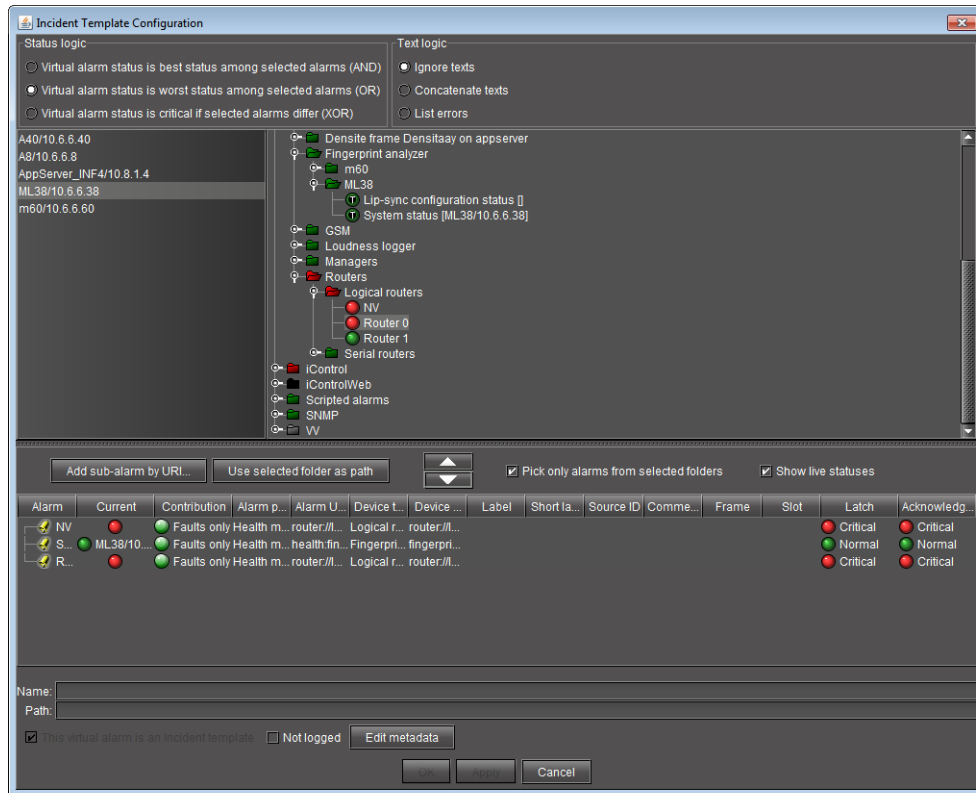 Incident Template Configuration
Status logic
Text logic
Virtual alarm status is best status among selected alarms (AND)
Ignore texts
Virtual alarm status is worst status among selected alarms (OR)
Concatenate texts
Virtual alarm status is critical if selected alarms differ (XOR)
List errors
A40/10.6.6.40
A8/10.6.6.8
AppServer_INF4/10.8.1.4
ML38/10.6.6.38
m60/10.6.6.60
Densite frame Densitaay on appserver
Fingerprint analyzer
m60
ML38
T Lip-sync configuration status []
T System status [ML38/10.6.6.38]
GSM
Loudness logger
Managers
Routers
Logical routers
NV
Router 0
Router 1
Serial routers
iControl
iControlWeb
Scripted alarms
SNMP
VV
Add sub-alarm by URI... Use selected folder as path Pick only alarms from selected folders Show live statuses
Alarm Current Contribution Alarm p... Alarm U... Device t... Device ... Label Short la... Source ID Comme... Frame Slot Latch Acknowledg...
NV Faults only Health m... router://l... Logical r... router://l... Critical Critical
S... ML38/10.... Faults only Health m... health:fin... Fingerpri... fingerpri... Normal Normal
R... Faults only Health m... router://l... Logical r... router://l... Critical Critical
Name:
Path:
This virtual alarm is an incident template Not logged Edit metadata
OK Apply Cancel